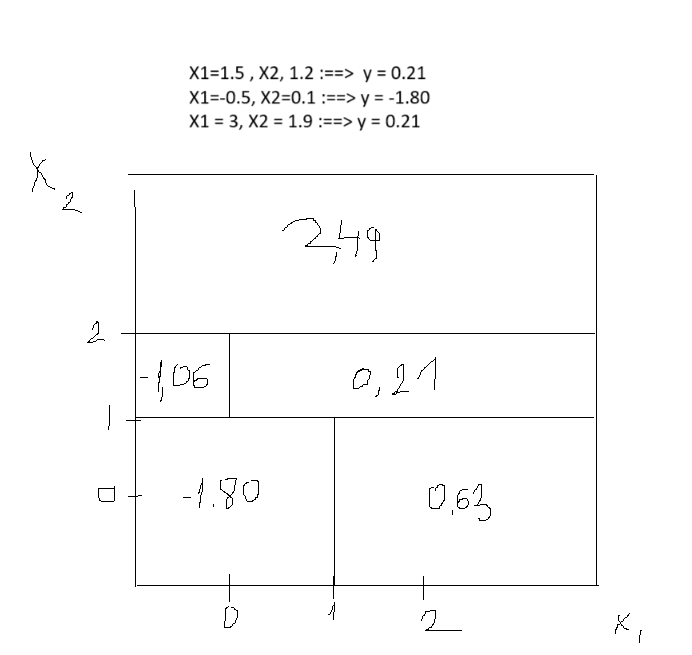 X1=1.5 , X2, 1.2 :==> y = 0.21
X1=-0.5, X2=0.1 :==> y = -1.80
X1 = 3, X2 = 1.9 :==> y = 0.21
X2
2,49
2
-1,06
0,21
1
0
-1.80
0,63
0 1 2
X1